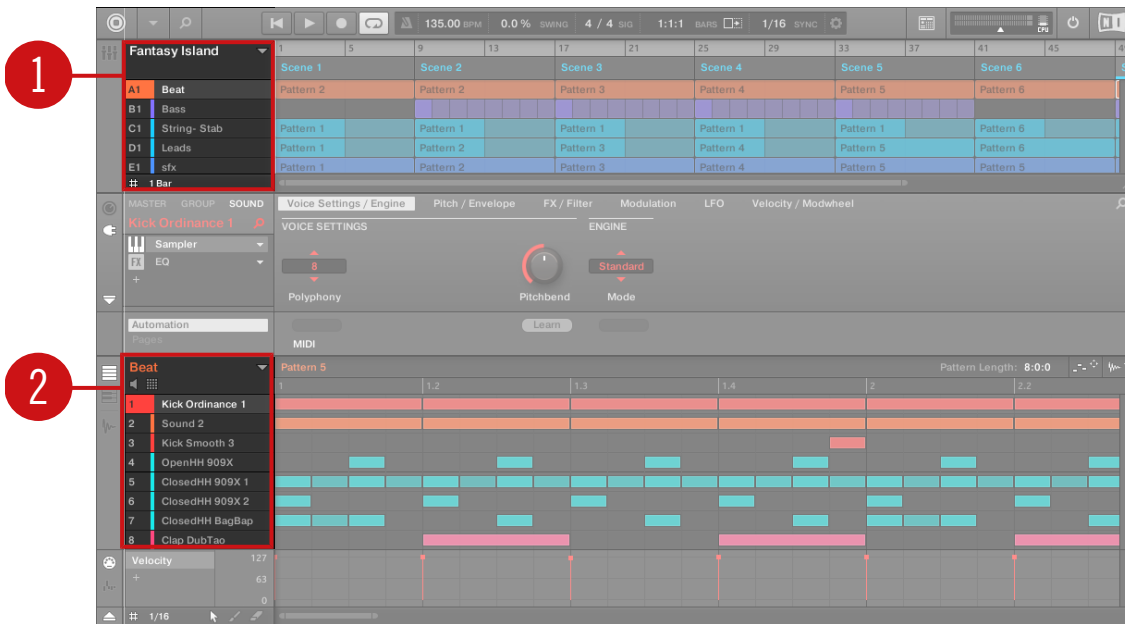 135.00 BPM 0.0 % SWING 4 / 4 SIG 1:1:1 BARS 1/16 SYNC CPU
1
Fantasy Island
1 5 9 13 17 21 25 29 33 37 41 45
Scene 1 Scene 2 Scene 3 Scene 4 Scene 5 Scene 6
A1 Beat Pattern 2 Pattern 2 Pattern 3 Pattern 4 Pattern 5 Pattern 6
B1 Bass
C1 String- Stab Pattern 1 Pattern 1 Pattern 1 Pattern 1 Pattern 1 Pattern 6
D1 Leads Pattern 1 Pattern 2 Pattern 3 Pattern 4 Pattern 5 Pattern 6
E1 sfx Pattern 1 Pattern 2 Pattern 3 Pattern 4 Pattern 5 Pattern 5
1 Bar
MASTER GROUP SOUND Voice Settings / Engine Pitch / Envelope FX / Filter Modulation LFO Velocity / Modwheel
Kick Ordinance 1 VOICE SETTINGS ENGINE
Sampler
FX EQ 8 Standard
+
Polyphony Pitchbend Mode
Automation Learn
Pages
MIDI
2
Beat Pattern 5 Pattern Length: 8:0:0
1 1.2 1.3 1.4 2 2.2
1 Kick Ordinance 1
2 Sound 2
3 Kick Smooth 3
4 OpenHH 909X
5 ClosedHH 909X 1
6 ClosedHH 909X 2
7 ClosedHH BagBap
8 Clap DubTao
Velocity 127
+ 63
0
1/16